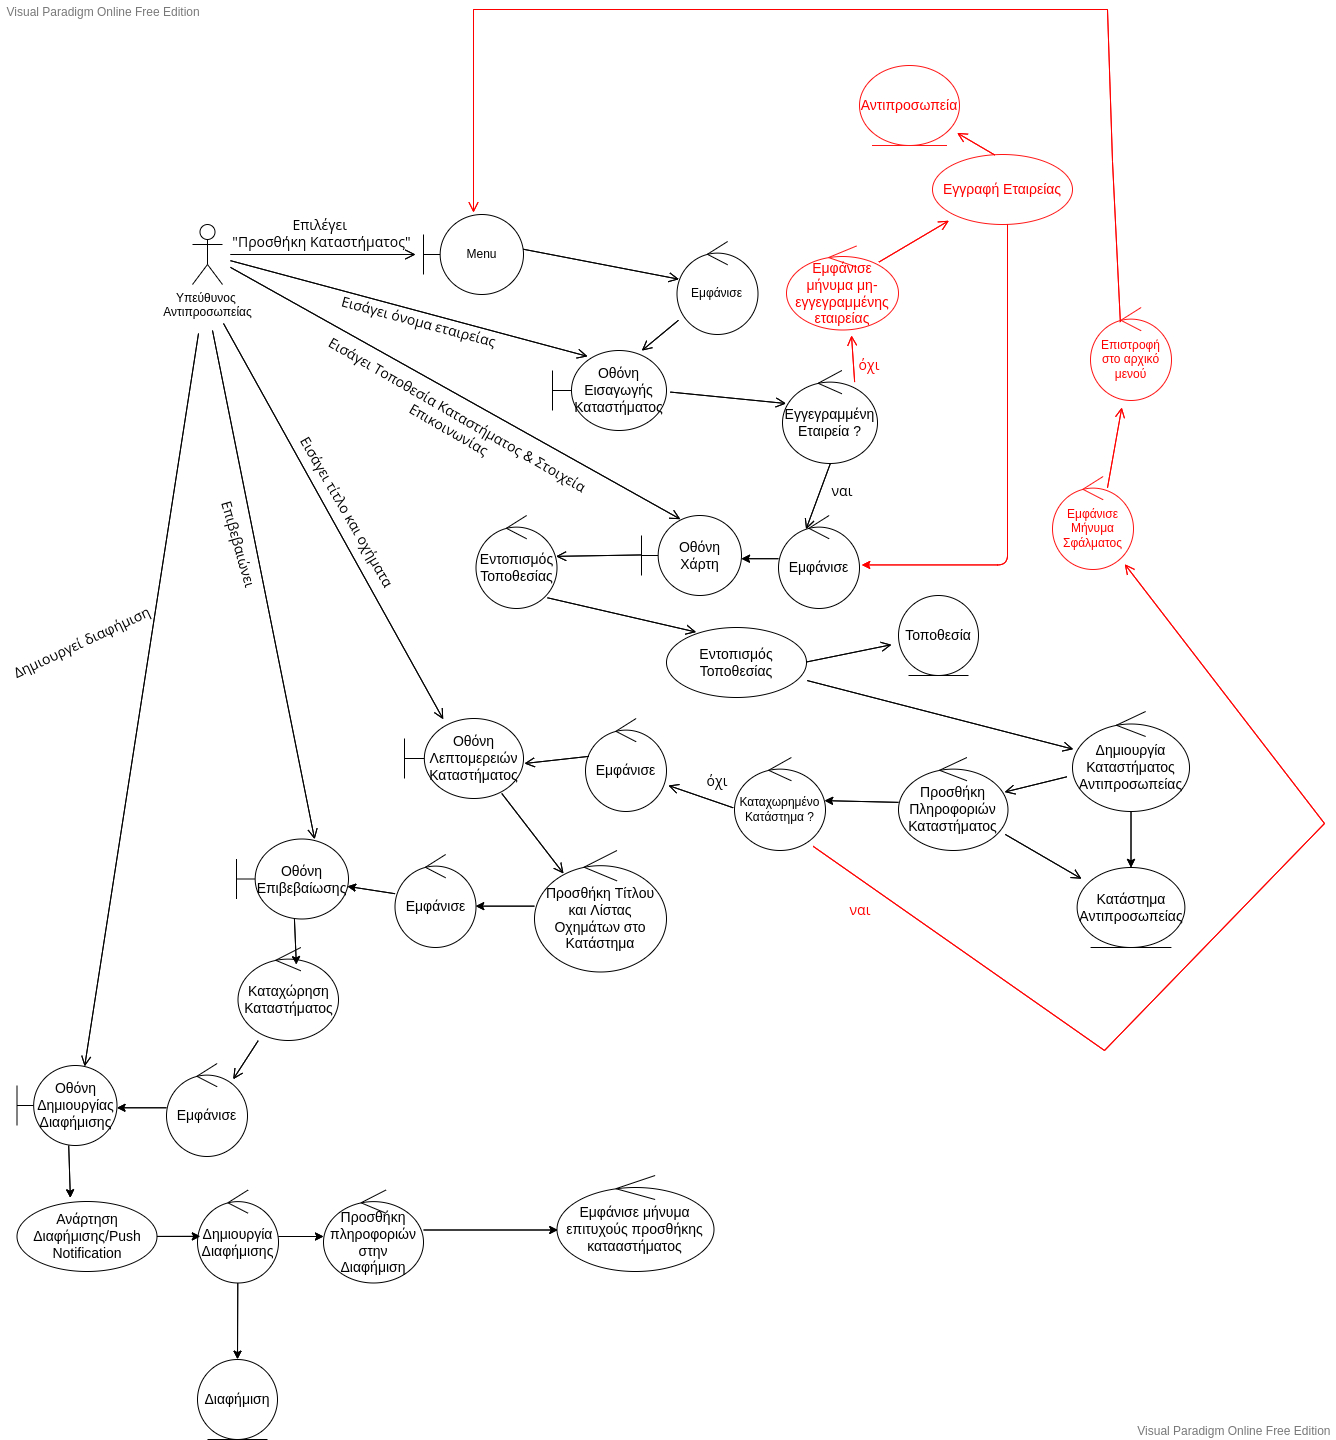 Visual Paradigm Online Free Edition
Αντιπροσωπεία
Εγγραφή Εταιρείας
Επιλέγει
"Προσθήκη Καταστήματος"
Menu
Υπεύθυνος
Αντιπροσωπείας
Εμφάνισε
Εμφάνισε
μήνυμα μη-
εγγεγραμμένης
εταιρείας
Εισάγει όνομα εταιρείας
Επιστροφή
στο αρχικό
μενού
Εισάγει Τοποθεσία Καταστήματος & Στοιχεία
Επικοινωνίας
Οθόνη
Εισαγωγής
Καταστήματος
όχι
Εγγεγραμμένη
Εταιρεία ?
ναι
Εισάγει τίτλο και οχήματα
Επιβεβαιώνει
Εμφάνισε
Μήνυμα
Σφάλματος
Εντοπισμός
Τοποθεσίας
Οθόνη
Χάρτη
Εμφάνισε
Δημιουργεί διαφήμιση
Τοποθεσία
Εντοπισμός
Τοποθεσίας
Οθόνη
Λεπτομερειών
Καταστήματος
Εμφάνισε
όχι
Καταχωρημένο
Κατάστημα ?
Προσθήκη
Πληροφοριών
Καταστήματος
Δημιουργία
Καταστήματος
Αντιπροσωπείας
Οθόνη
Επιβεβαίωσης
Εμφάνισε
Προσθήκη Τίτλου
και Λίστας
Οχημάτων στο
Κατάστημα
ναι
Κατάστημα
Αντιπροσωπείας
Καταχώρηση
Καταστήματος
Οθόνη
Δημιουργίας
Διαφήμισης
Εμφάνισε
Ανάρτηση
Διαφήμισης/Push
Notification
Δημιουργία
Διαφήμισης
Προσθήκη
πληροφοριών
στην
Διαφήμιση
Εμφάνισε μήνυμα
επιτυχούς προσθήκης
καταστήματος
Διαφήμιση
Visual Paradigm Online Free Edition